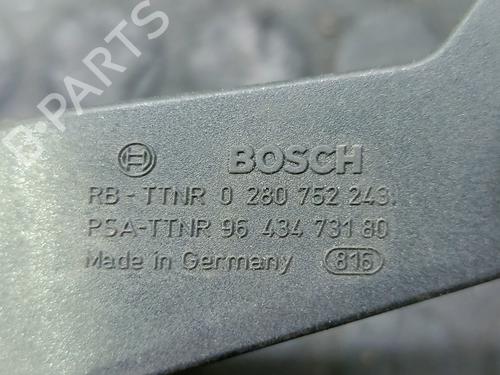 B-PARTS
BOSCH
RB - TTNR 0 280 752 243.
PSA-TTNR 96 434 731 80
Made in Germany 816